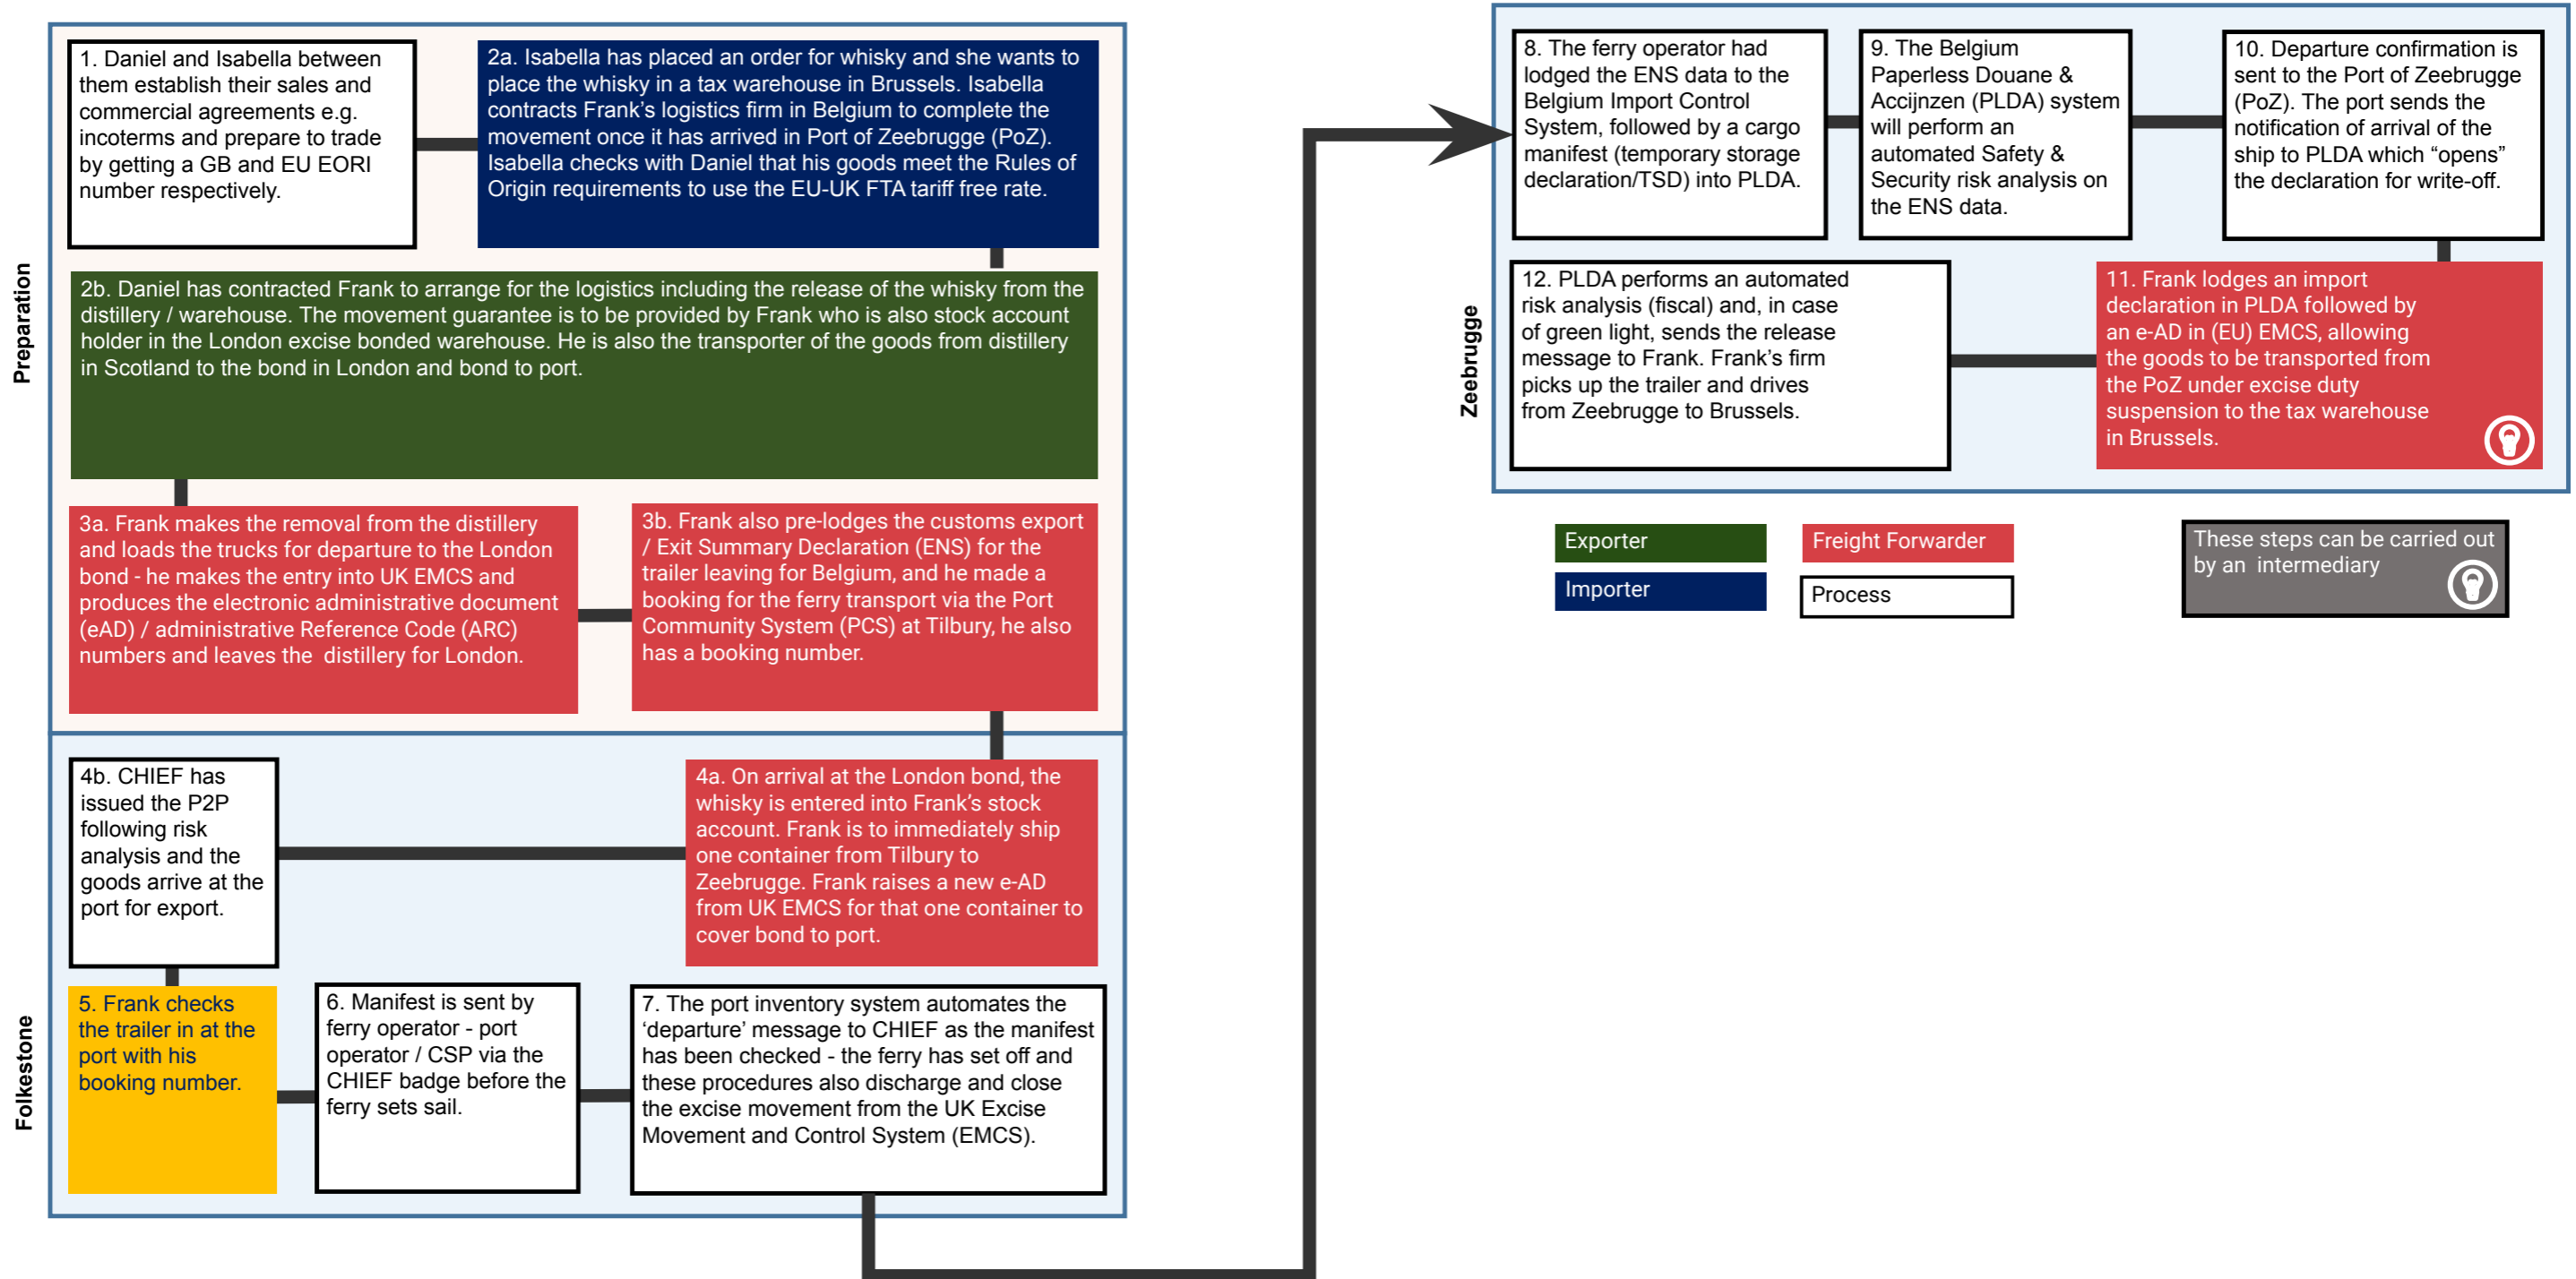 Preparation
1. Daniel and Isabella between
them establish their sales and
commercial agreements e.g.
incoterms and prepare to trade
by getting a GB and EU EORI
number respectively.
2a. Isabella has placed an order for whisky and she wants to
place the whisky in a tax warehouse in Brussels. Isabella
contracts Frank’s logistics firm in Belgium to complete the
movement once it has arrived in Port of Zeebrugge (PoZ).
Isabella checks with Daniel that his goods meet the Rules of
Origin requirements to use the EU-UK FTA tariff free rate.
2b. Daniel has contracted Frank to arrange for the logistics including the release of the whisky from the
distillery / warehouse. The movement guarantee is to be provided by Frank who is also stock account
holder in the London excise bonded warehouse. He is also the transporter of the goods from distillery
in Scotland to the bond in London and bond to port.
3a. Frank makes the removal from the distillery
and loads the trucks for departure to the London
bond - he makes the entry into UK EMCS and
produces the electronic administrative document
(eAD) / administrative Reference Code (ARC)
numbers and leaves the  distillery for London.
3b. Frank also pre-lodges the customs export
/ Exit Summary Declaration (ENS) for the
trailer leaving for Belgium, and he made a
booking for the ferry transport via the Port
Community System (PCS) at Tilbury, he also
has a booking number.
Folkestone
4a. On arrival at the London bond, the
whisky is entered into Frank’s stock
account. Frank is to immediately ship
one container from Tilbury to
Zeebrugge. Frank raises a new e-AD
from UK EMCS for that one container to
cover bond to port.
4b. CHIEF has
issued the P2P
following risk
analysis and the
goods arrive at the
port for export.
5. Frank checks
the trailer in at the
port with his
booking number.
6. Manifest is sent by
ferry operator - port
operator / CSP via the
CHIEF badge before the
ferry sets sail.
7. The port inventory system automates the
‘departure’ message to CHIEF as the manifest
has been checked - the ferry has set off and
these procedures also discharge and close
the excise movement from the UK Excise
Movement and Control System (EMCS).
Zeebrugge
8. The ferry operator had
lodged the ENS data to the
Belgium Import Control
System, followed by a cargo
manifest (temporary storage
declaration/TSD) into PLDA.
9. The Belgium
Paperless Douane &
Accijnzen (PLDA) system
will perform an
automated Safety &
Security risk analysis on
the ENS data.
10. Departure confirmation is
sent to the Port of Zeebrugge
(PoZ). The port sends the
notification of arrival of the
ship to PLDA which “opens”
the declaration for write-off.
11. Frank lodges an import
declaration in PLDA followed by
an e-AD in (EU) EMCS, allowing
the goods to be transported from
the PoZ under excise duty
suspension to the tax warehouse
in Brussels.
12. PLDA performs an automated
risk analysis (fiscal) and, in case
of green light, sends the release
message to Frank. Frank’s firm
picks up the trailer and drives
from Zeebrugge to Brussels.
Exporter
Freight Forwarder
Importer
Process
These steps can be carried out
by an  intermediary